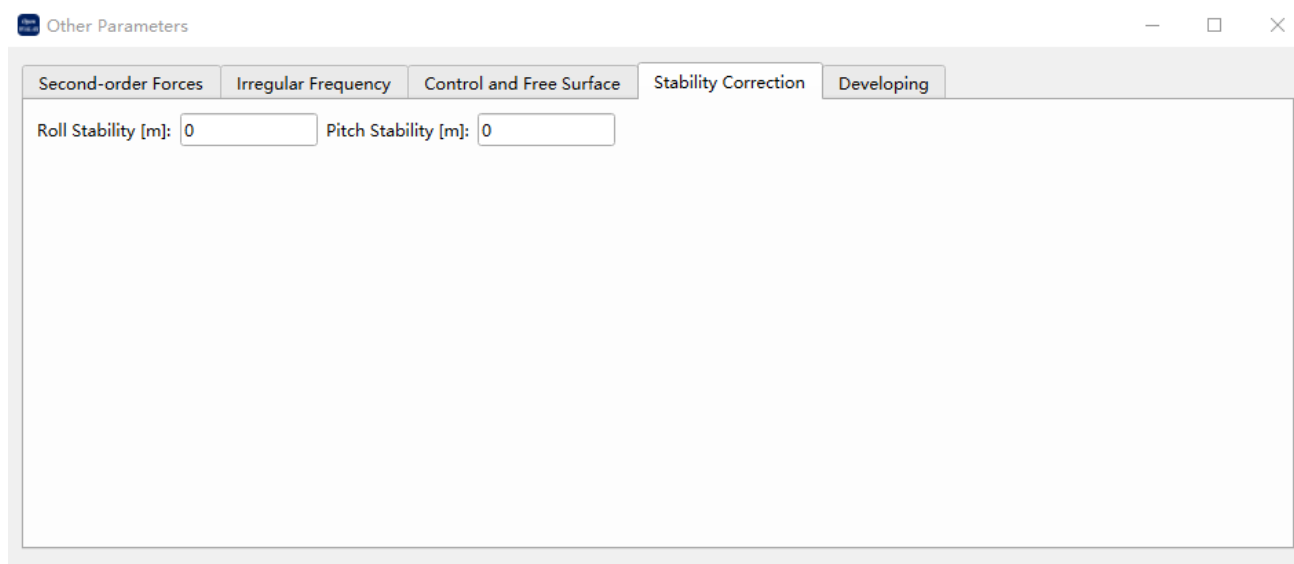 Other Parameters
Second-order Forces Irregular Frequency Control and Free Surface Stability Correction Developing
Roll Stability [m]: 0 Pitch Stability [m]: 0